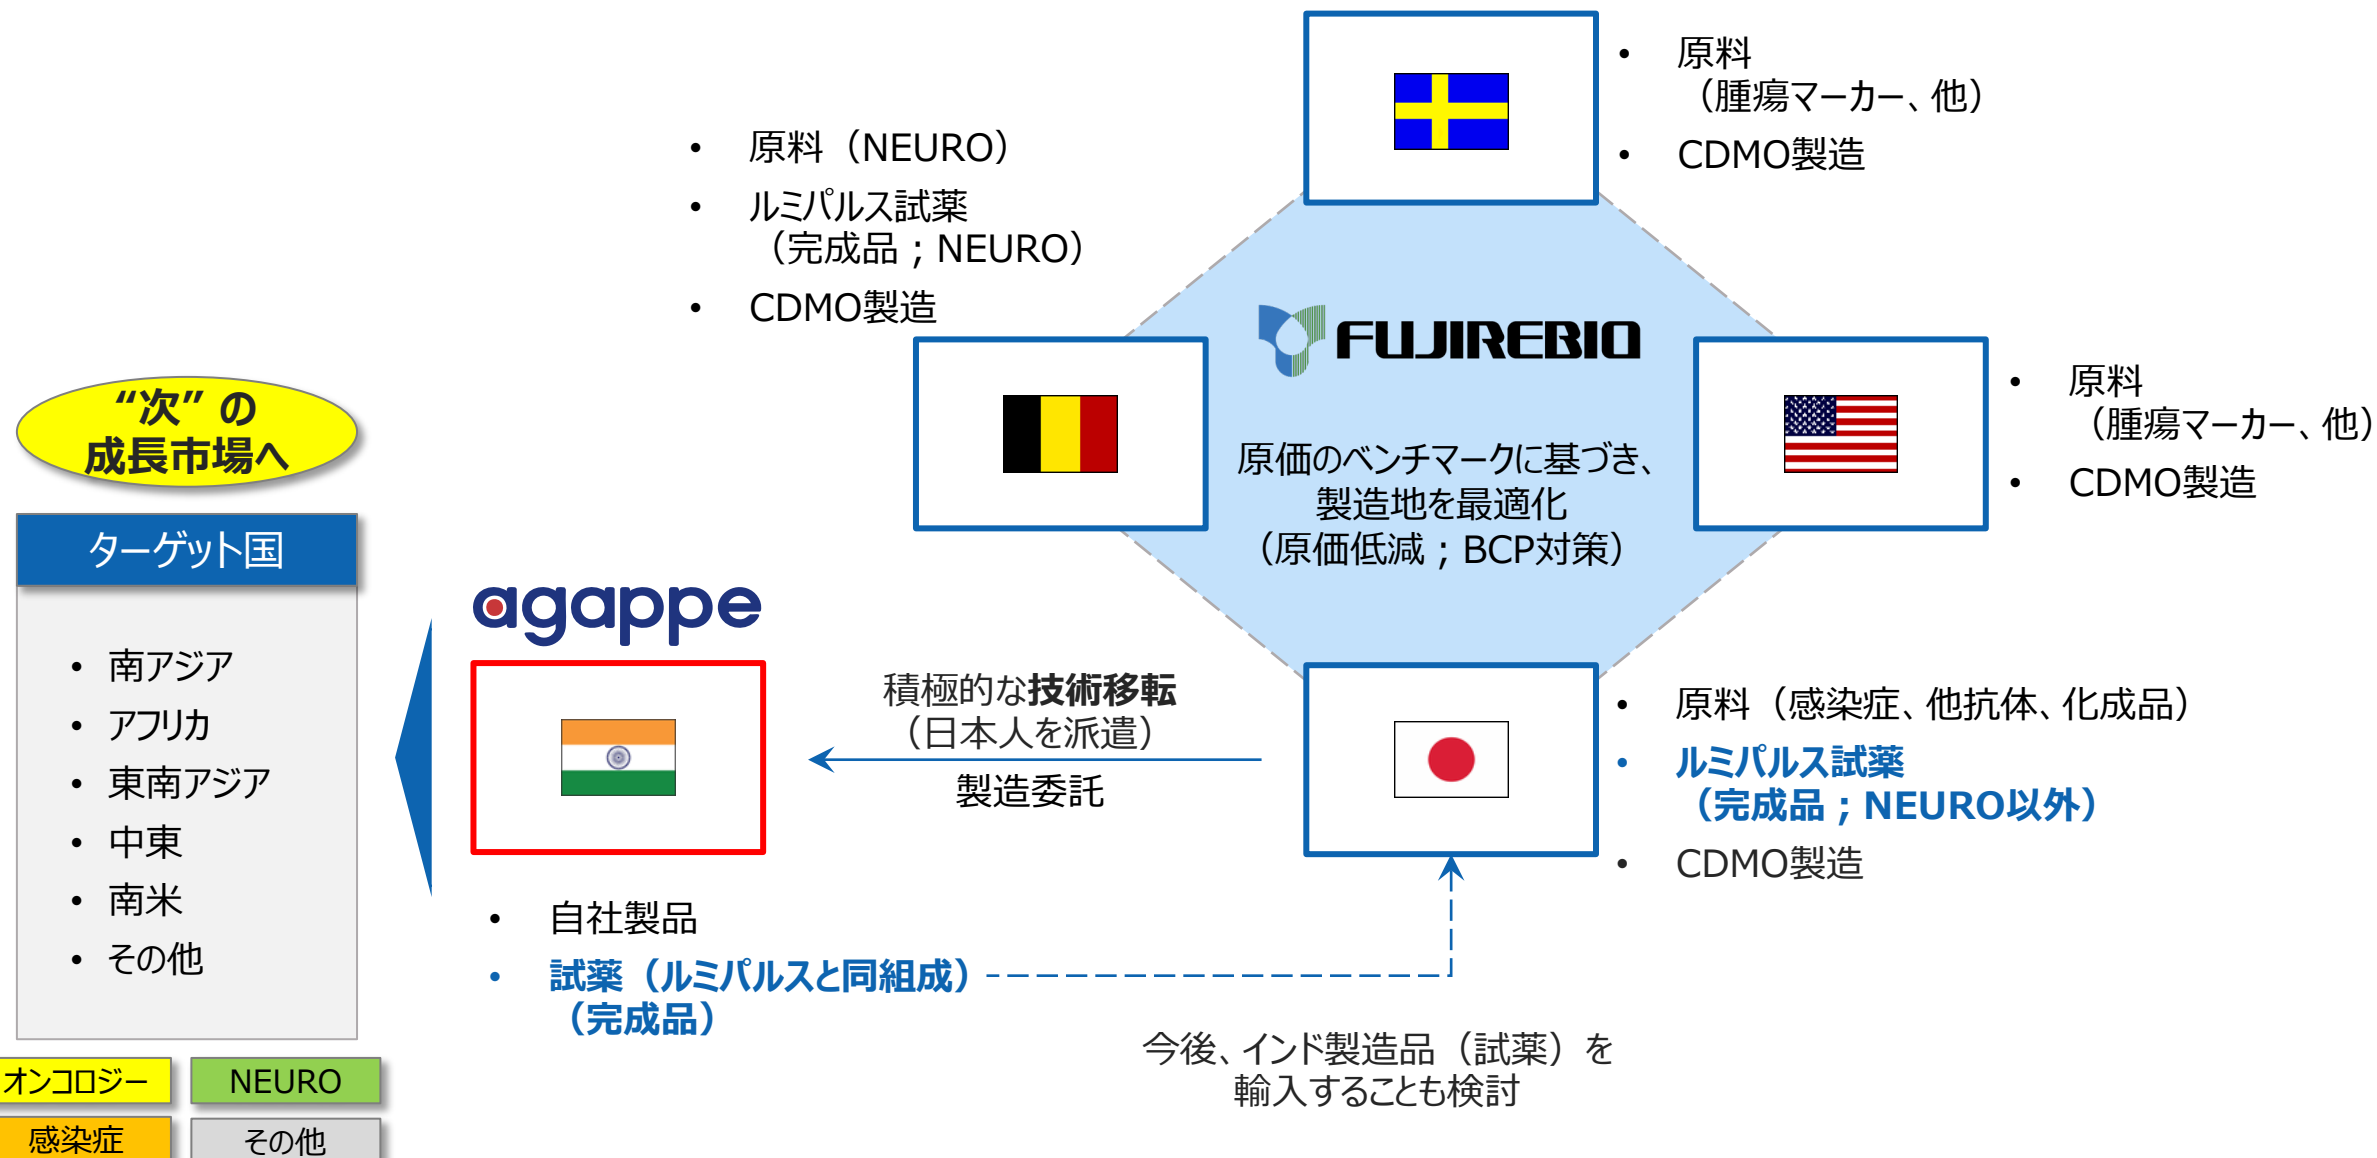 • 原料
（腫瘍マーカー、他）
• CDMO製造
• 原料（NEURO）
• ルミパルス試薬
（完成品；NEURO）
• CDMO製造
FUJIREBIO
原価のベンチマークに基づき、
製造地を最適化
（原価低減；BCP対策）
• 原料
（腫瘍マーカー、他）
• CDMO製造
“次” の
成長市場へ
ターゲット国
• 南アジア
• アフリカ
• 東南アジア
• 中東
• 南米
• その他
オンコロジー
NEURO
感染症
その他
agappe
積極的な技術移転
（日本人を派遣）
製造委託
• 自社製品
• 試薬（ルミパルスと同組成）
（完成品）
• 原料（感染症、他抗体、化成品）
• ルミパルス試薬
（完成品；NEURO以外）
• CDMO製造
今後、インド製造品（試薬）を
輸入することも検討